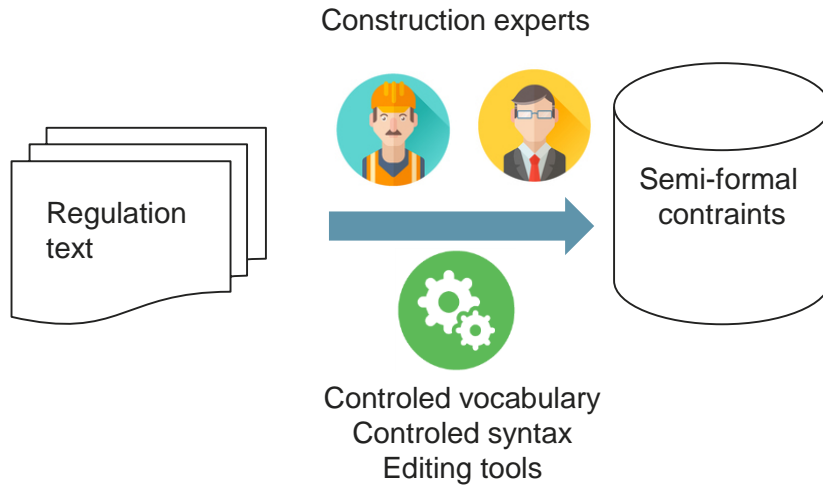 Construction experts
Regulation
text
Semi-formal
contraints
Controled vocabulary
Controled syntax
Editing tools